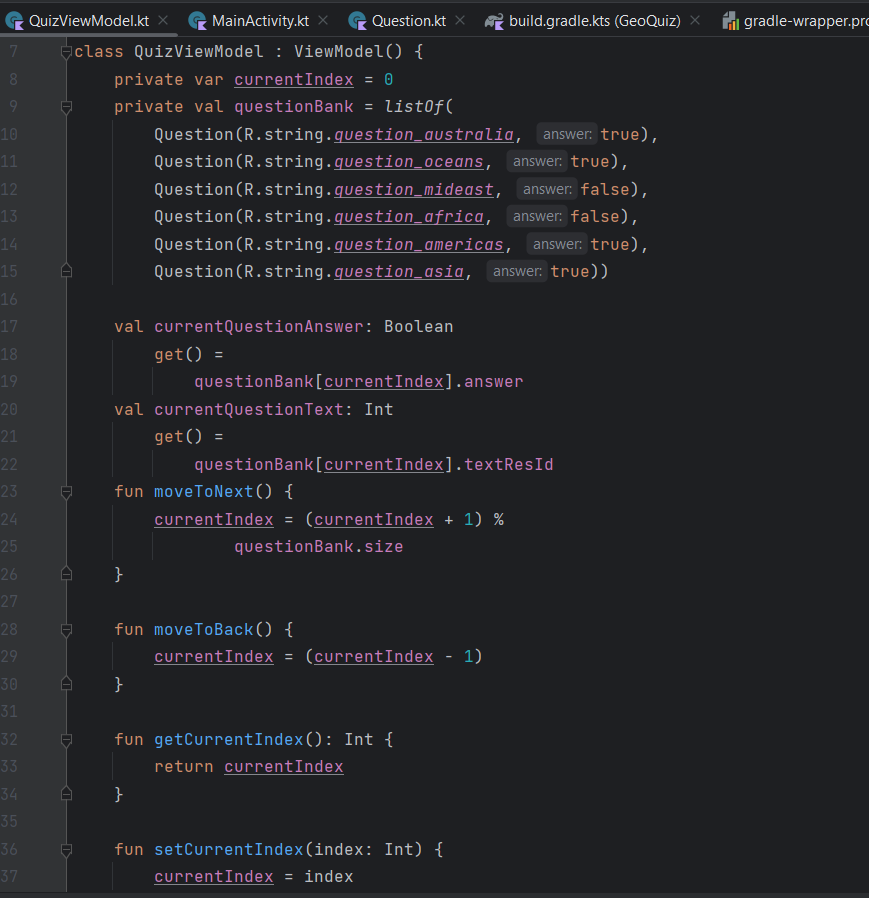 QuizViewModel.kt × MainActivity.kt × Question.kt × build.gradle.kts (GeoQuiz) × gradle-wrapper.pro
7 class QuizViewModel : ViewModel() {
8 private var currentIndex = 0
9 private val questionBank = listOf(
10 Question(R.string.question_australia, answer: true),
11 Question(R.string.question_oceans, answer: true),
12 Question(R.string.question_mideast, answer: false),
13 Question(R.string.question_africa, answer: false),
14 Question(R.string.question_americas, answer: true),
15 Question(R.string.question_asia, answer: true))
16
17 val currentQuestionAnswer: Boolean
18 get() =
19 questionBank[currentIndex].answer
20 val currentQuestionText: Int
21 get() =
22 questionBank[currentIndex].textResId
23 fun moveToNext() {
24 currentIndex = (currentIndex + 1) %
25 questionBank.size
26 }
27
28 fun moveToBack() {
29 currentIndex = (currentIndex - 1)
30 }
31
32 fun getCurrentIndex(): Int {
33 return currentIndex
34 }
35
36 fun setCurrentIndex(index: Int) {
37 currentIndex = index